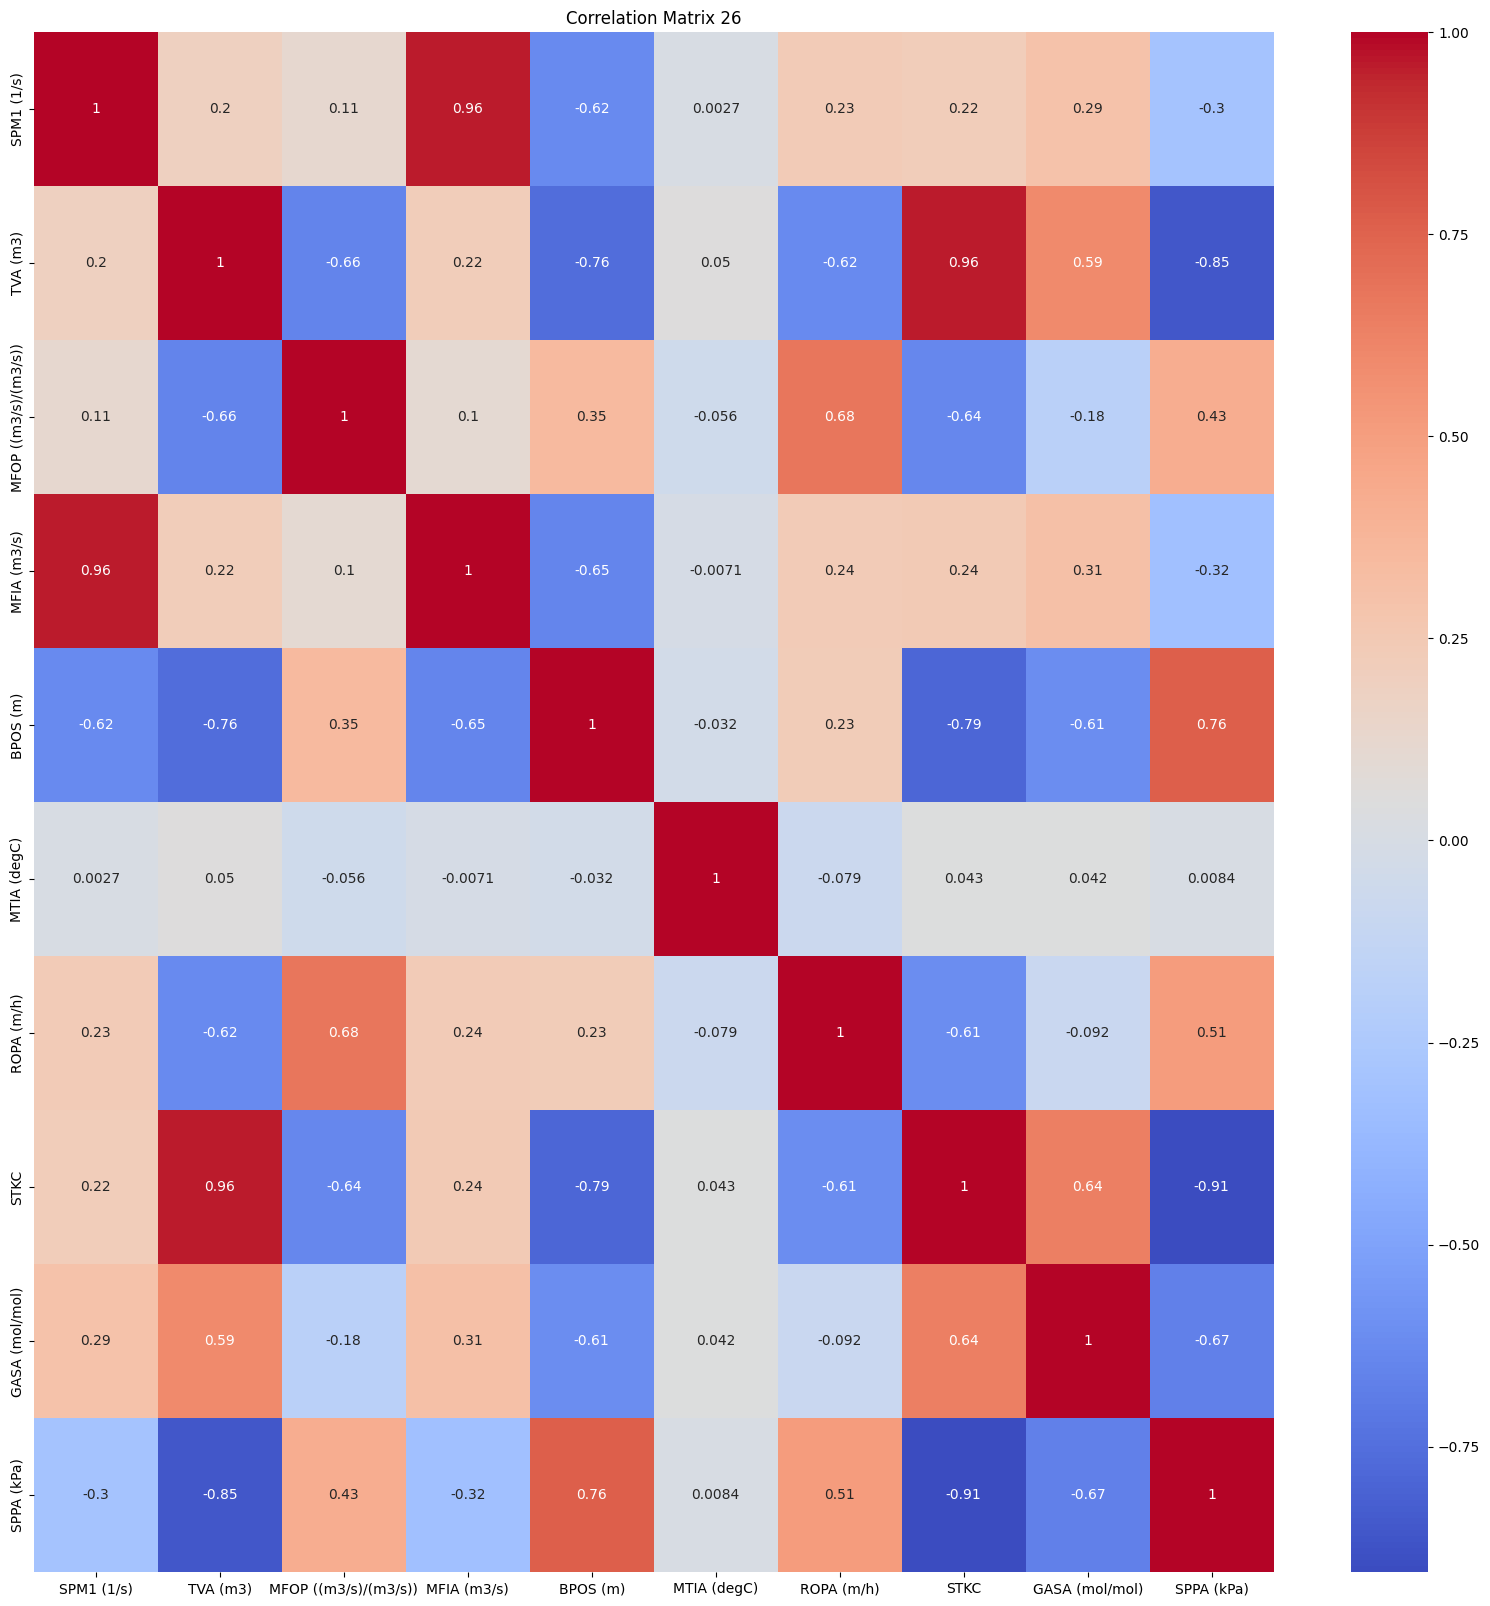 Correlation Matrix 26
SPM1 (1/s) 1 0.2 0.11 0.96 -0.62 0.0027 0.23 0.22 0.29 -0.3
TVA (m3) 0.2 1 -0.66 0.22 -0.76 0.05 -0.62 0.96 0.59 -0.85
MFOP ((m3/s)/(m3/s)) 0.11 -0.66 1 0.1 0.35 -0.056 0.68 -0.64 -0.18 0.43
MFIA (m3/s) 0.96 0.22 0.1 1 -0.65 -0.0071 0.24 0.24 0.31 -0.32
BPOS (m) -0.62 -0.76 0.35 -0.65 1 -0.032 0.23 -0.79 -0.61 0.76
MTIA (degC) 0.0027 0.05 -0.056 -0.0071 -0.032 1 -0.079 0.043 0.042 0.0084
ROPA (m/h) 0.23 -0.62 0.68 0.24 0.23 -0.079 1 -0.61 -0.092 0.51
STKC 0.22 0.96 -0.64 0.24 -0.79 0.043 -0.61 1 0.64 -0.91
GASA (mol/mol) 0.29 0.59 -0.18 0.31 -0.61 0.042 -0.092 0.64 1 -0.67
SPPA (kPa) -0.3 -0.85 0.43 -0.32 0.76 0.0084 0.51 -0.91 -0.67 1
SPM1 (1/s) TVA (m3) MFOP ((m3/s)/(m3/s)) MFIA (m3/s) BPOS (m) MTIA (degC) ROPA (m/h) STKC GASA (mol/mol) SPPA (kPa)
1.00
0.75
0.50
0.25
0.00
−0.25
−0.50
−0.75